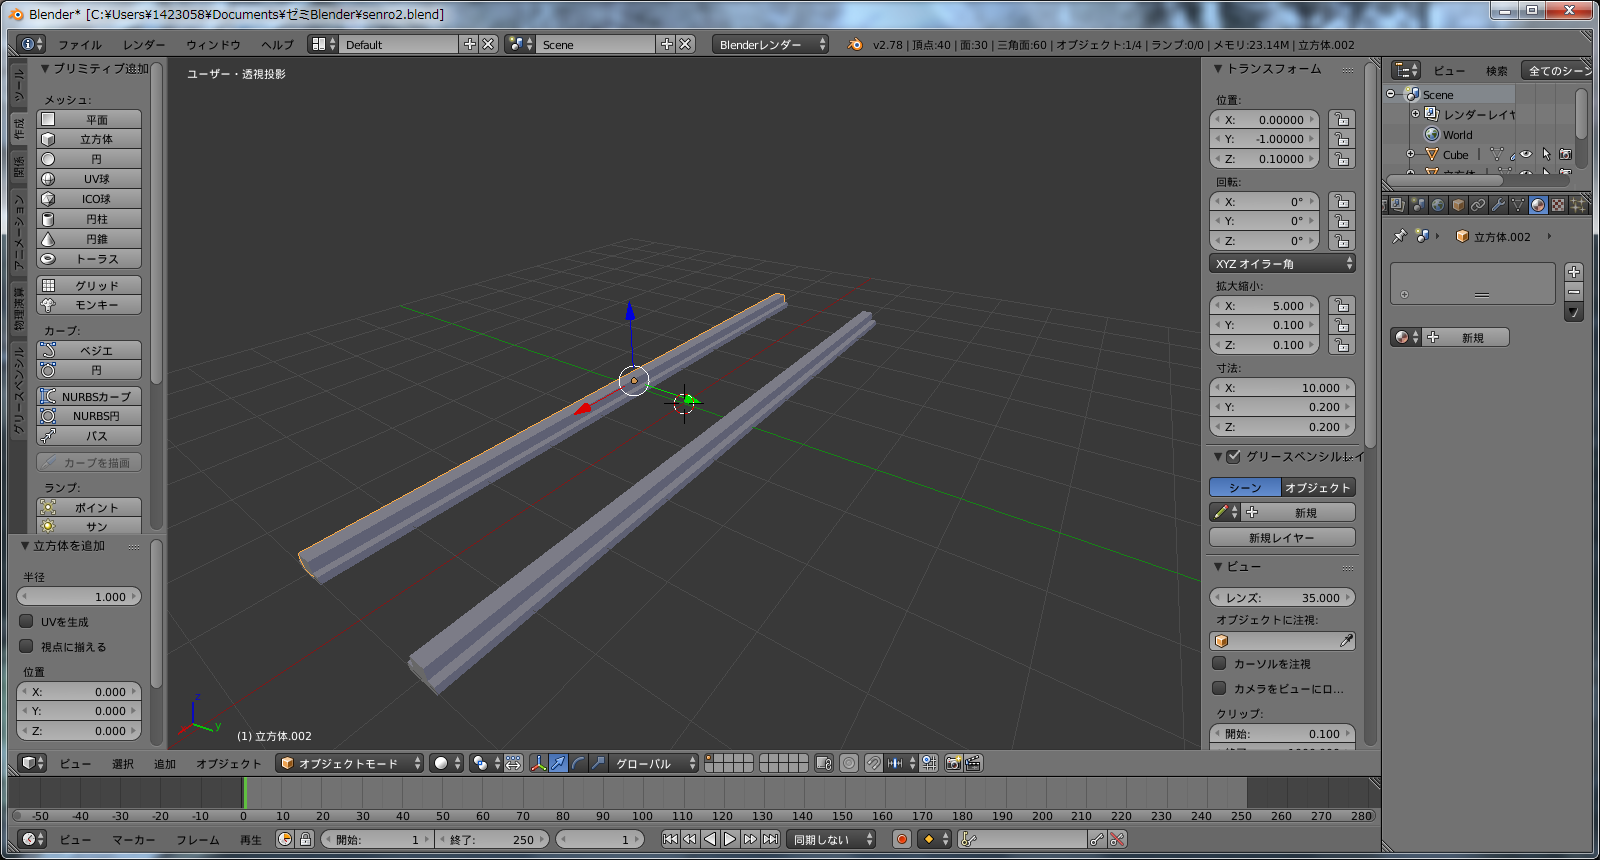 Blender* [C:¥Users¥1423058¥Documents¥ゼミBlender¥senro2.blend]
ファイル レンダー ウィンドウ ヘルプ Default Scene Blenderレンダー v2.78 | 頂点:40 | 面:30 | 三角面:60 | オブジェクト:1/4 | ランプ:0/0 | メモリ:23.14M | 立方体.002
ツール
作成
関係
アニメーション
物理演算
グリースペンシル
プリミティブ追加
メッシュ:
平面
立方体
円
UV球
ICO球
円柱
円錐
トーラス
グリッド
モンキー
カーブ:
ベジエ
円
NURBSカーブ
NURBS円
パス
カーブを描画
ランプ:
ポイント
サン
立方体を追加
半径
1.000
UVを生成
視点に揃える
位置
X: 0.000
Y: 0.000
Z: 0.000
ユーザー・透視投影
z
y
(1) 立方体.002
トランスフォーム
位置:
X: 0.00000
Y: -1.00000
Z: 0.10000
回転:
X: 0°
Y: 0°
Z: 0°
XYZ オイラー角
拡大縮小:
X: 5.000
Y: 0.100
Z: 0.100
寸法:
X: 10.000
Y: 0.200
Z: 0.200
グリースペンシルレイ
シーン オブジェクト
新規
新規レイヤー
ビュー
レンズ: 35.000
オブジェクトに注視:
カーソルを注視
カメラをビューにロ...
クリップ:
開始: 0.100
ビュー 検索 全てのシーン
Scene
レンダーレイヤ
World
Cube
立方体.002
新規
ビュー 選択 追加 オブジェクト オブジェクトモード グローバル
-50 -40 -30 -20 -10 0 10 20 30 40 50 60 70 80 90 100 110 120 130 140 150 160 170 180 190 200 210 220 230 240 250 260 270 280
ビュー マーカー フレーム 再生 開始: 1 終了: 250 1 同期しない